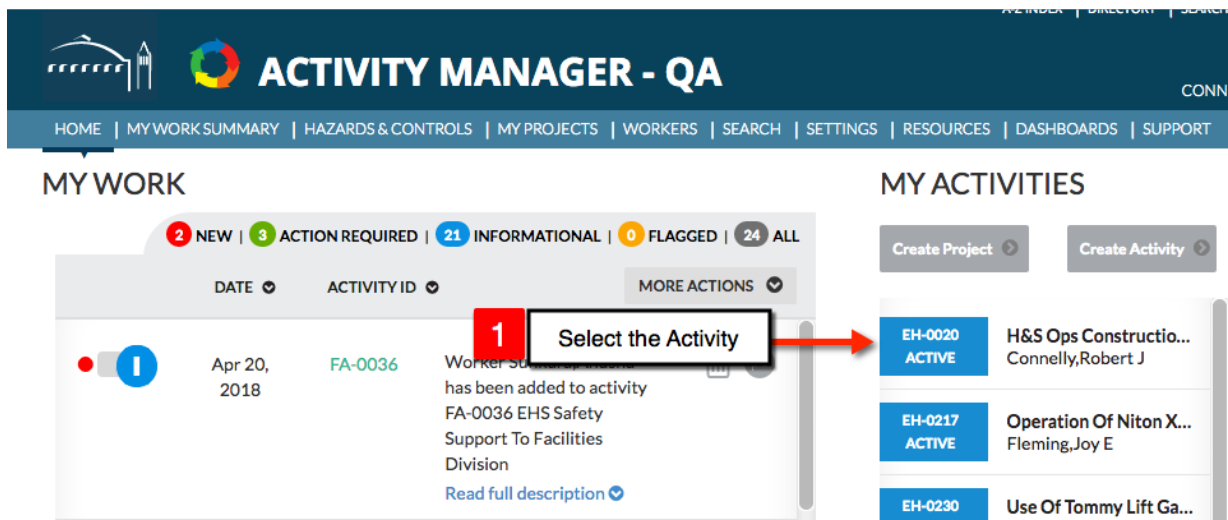 A-Z INDEX | DIRECTORY | SEARCH
ACTIVITY MANAGER - QA
CONN
HOME | MY WORK SUMMARY | HAZARDS & CONTROLS | MY PROJECTS | WORKERS | SEARCH | SETTINGS | RESOURCES | DASHBOARDS | SUPPORT
MY WORK
2 NEW | 3 ACTION REQUIRED | 21 INFORMATIONAL | 0 FLAGGED | 24 ALL
DATE ACTIVITY ID MORE ACTIONS
1 Select the Activity
I Apr 20, 2018
FA-0036
Worker
has been added to activity
FA-0036 EHS Safety
Support To Facilities
Division
Read full description
MY ACTIVITIES
Create Project Create Activity
EH-0020 ACTIVE
H&S Ops Constructio...
Connelly,Robert J
EH-0217 ACTIVE
Operation Of Niton X...
Fleming,Joy E
EH-0230
Use Of Tommy Lift Ga...